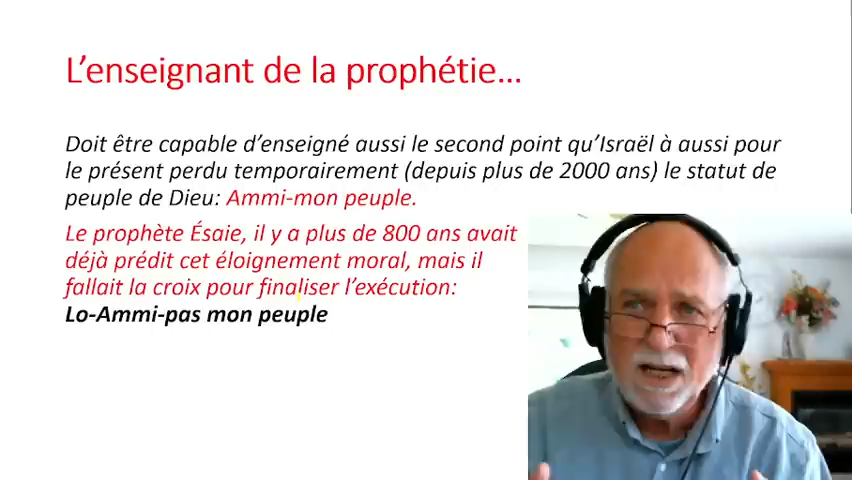 L’enseignant de la prophétie…
Doit être capable d’enseigné aussi le second point qu’Israël à aussi pour
le présent perdu temporairement (depuis plus de 2000 ans) le statut de
peuple de Dieu: Ammi-mon peuple.
Le prophète Ésaie, il y a plus de 800 ans avait
déjà prédit cet éloignement moral, mais il
fallait la croix pour finaliser l’exécution:
Lo-Ammi-pas mon peuple